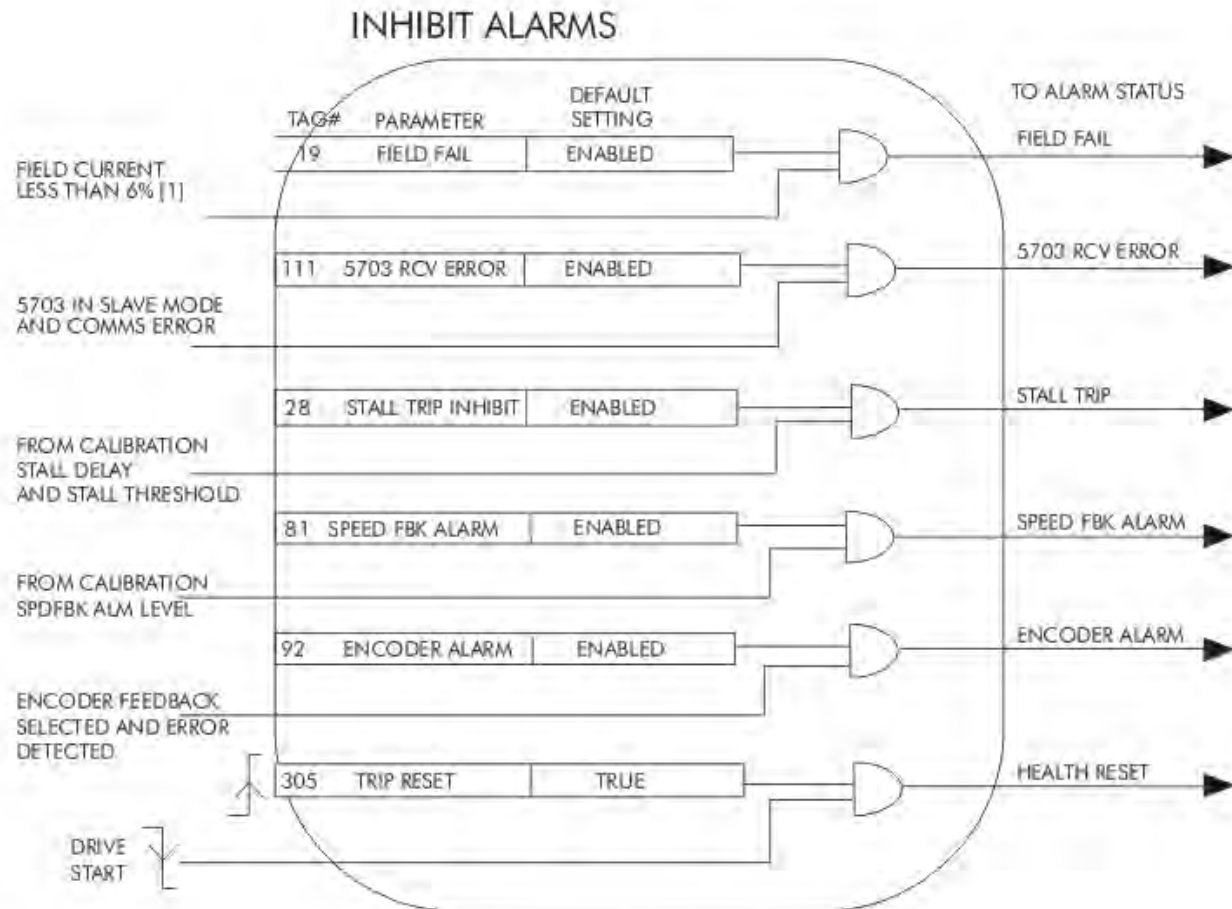 INHIBIT ALARMS
TO ALARM STATUS
TAG# PARAMETER DEFAULT
SETTING
19 FIELD FAIL ENABLED
FIELD FAIL
FIELD CURRENT
LESS THAN 6% [1]
111 5703 RCV ERROR ENABLED
5703 RCV ERROR
5703 IN SLAVE MODE
AND COMMS ERROR
28 STALL TRIP INHIBIT ENABLED
STALL TRIP
FROM CALIBRATION
STALL DELAY
AND STALL THRESHOLD
81 SPEED FBK ALARM ENABLED
SPEED FBK ALARM
FROM CALIBRATION
SPDFBK ALM LEVEL
92 ENCODER ALARM ENABLED
ENCODER ALARM
ENCODER FEEDBACK
SELECTED AND ERROR
DETECTED
305 TRIP RESET TRUE
HEALTH RESET
DRIVE
START